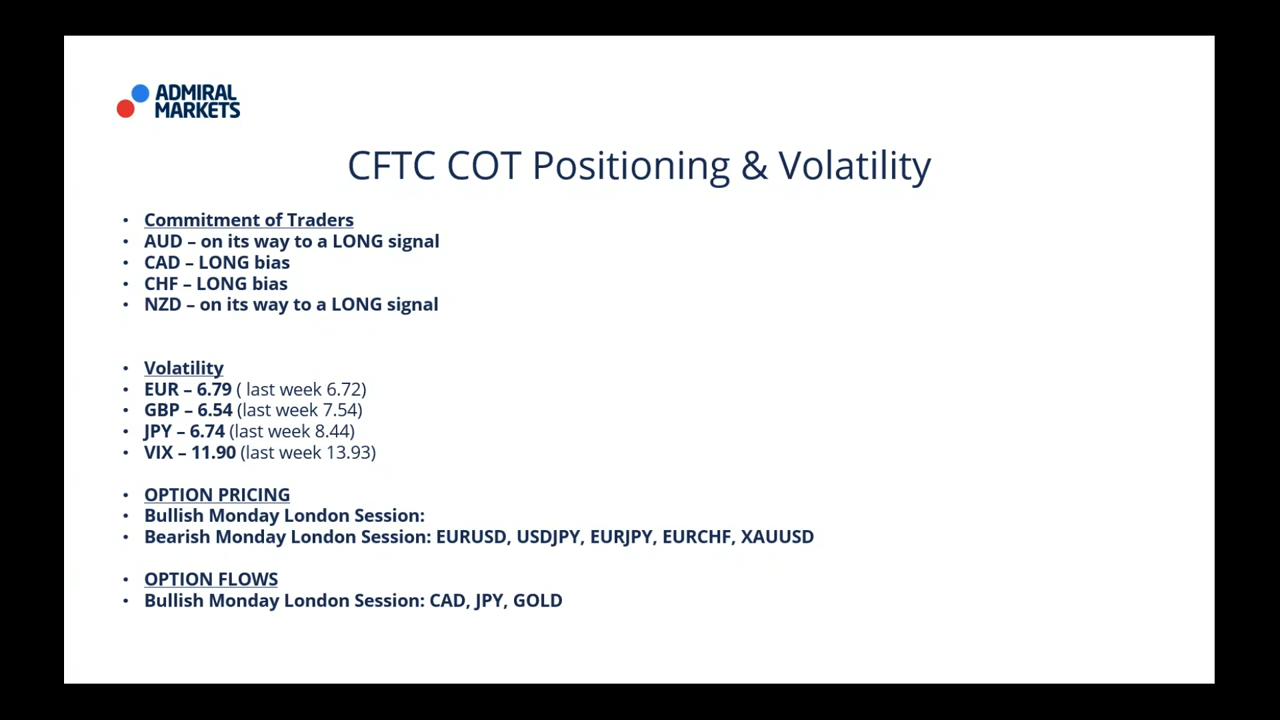 ADMIRAL
MARKETS
CFTC COT Positioning & Volatility
• Commitment of Traders
• AUD – on its way to a LONG signal
• CAD – LONG bias
• CHF – LONG bias
• NZD – on its way to a LONG signal
• Volatility
• EUR – 6.79 ( last week 6.72)
• GBP – 6.54 (last week 7.54)
• JPY – 6.74 (last week 8.44)
• VIX – 11.90 (last week 13.93)
• OPTION PRICING
• Bullish Monday London Session:
• Bearish Monday London Session: EURUSD, USDJPY, EURJPY, EURCHF, XAUUSD
• OPTION FLOWS
• Bullish Monday London Session: CAD, JPY, GOLD